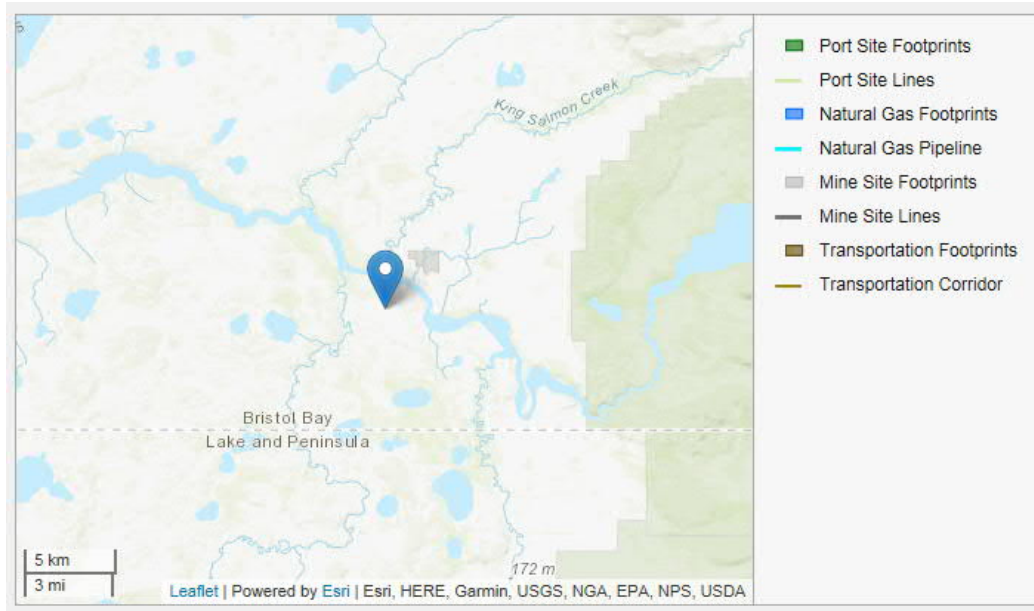 King Salmon Creek
Bristol Bay
Lake and Peninsula
172 m
5 km
3 mi
Leaflet | Powered by Esri | Esri, HERE, Garmin, USGS, NGA, EPA, NPS, USDA
Port Site Footprints
Port Site Lines
Natural Gas Footprints
Natural Gas Pipeline
Mine Site Footprints
Mine Site Lines
Transportation Footprints
Transportation Corridor